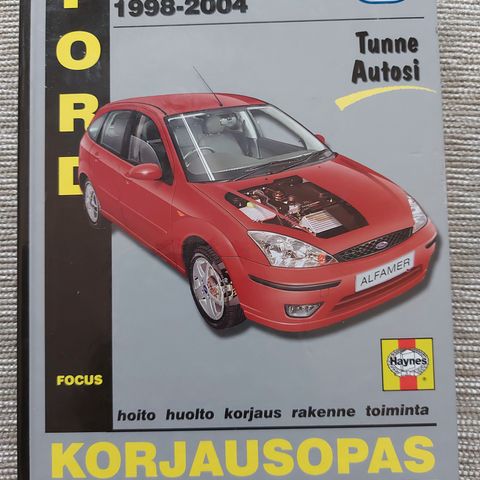 1998-2004
FORD
Tunne
Autosi
ALFAMER
Haynes
FOCUS
hoito huolto korjaus rakenne toiminta
KORJAUSOPAS